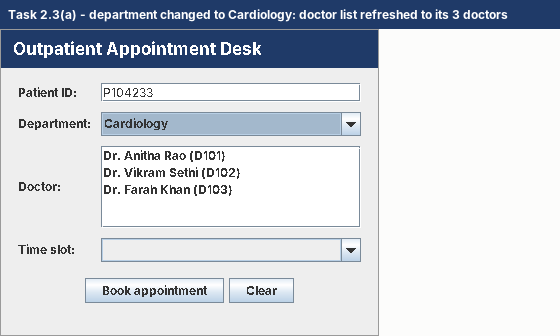 Task 2.3(a) - department changed to Cardiology: doctor list refreshed to its 3 doctors
Outpatient Appointment Desk
Patient ID: P104233
Department: Cardiology
Doctor:
Dr. Anitha Rao (D101)
Dr. Vikram Sethi (D102)
Dr. Farah Khan (D103)
Time slot:
Book appointment Clear